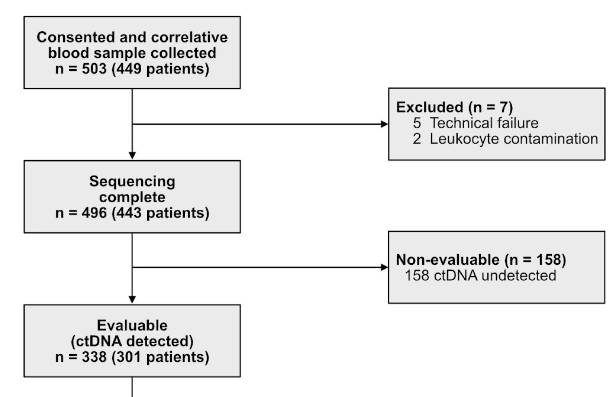 Consented and correlative
blood sample collected
n = 503 (449 patients)
Excluded (n = 7)
5 Technical failure
2 Leukocyte contamination
Sequencing
complete
n = 496 (443 patients)
Non-evaluable (n = 158)
158 ctDNA undetected
Evaluable
(ctDNA detected)
n = 338 (301 patients)